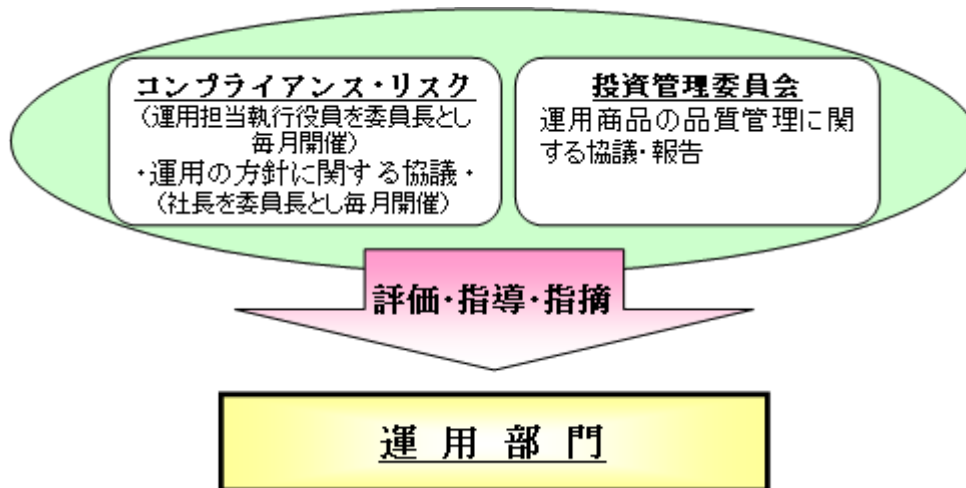 コンプライアンス・リスク
(運用担当執行役員を委員長とし
毎月開催)
・運用の方針に関する協議・
(社長を委員長とし毎月開催)
投資管理委員会
運用商品の品質管理に関
する協議・報告
評価・指導・指摘
運用部門